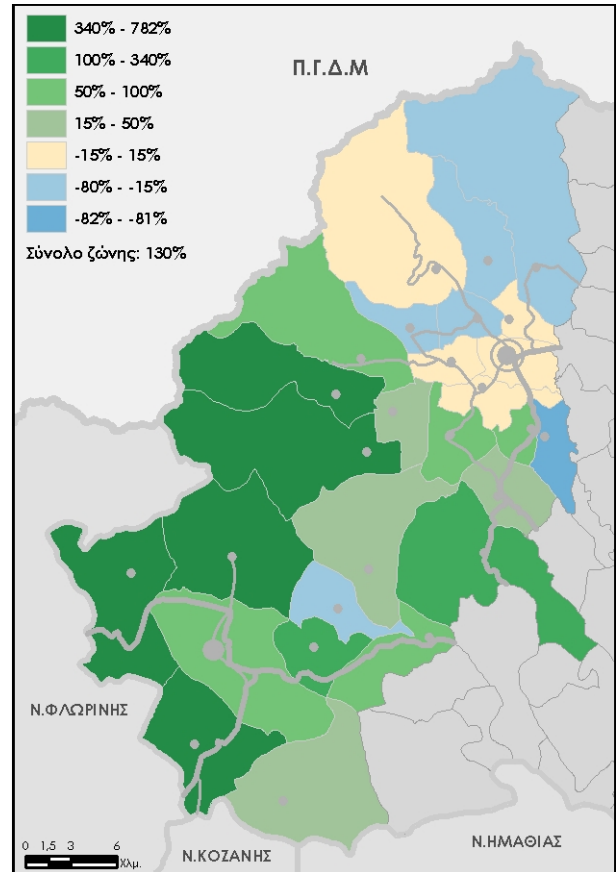 340% - 782%
100% - 340%
50% - 100%
15% - 50%
-15% - 15%
-80% - -15%
-82% - -81%
Σύνολο ζώνης: 130%
Π.Γ.Δ.Μ
Ν.ΦΛΩΡΙΝΗΣ
Ν.ΚΟΖΑΝΗΣ
Ν.ΗΜΑΘΙΑΣ
0 1,5 3 6
Χλμ.